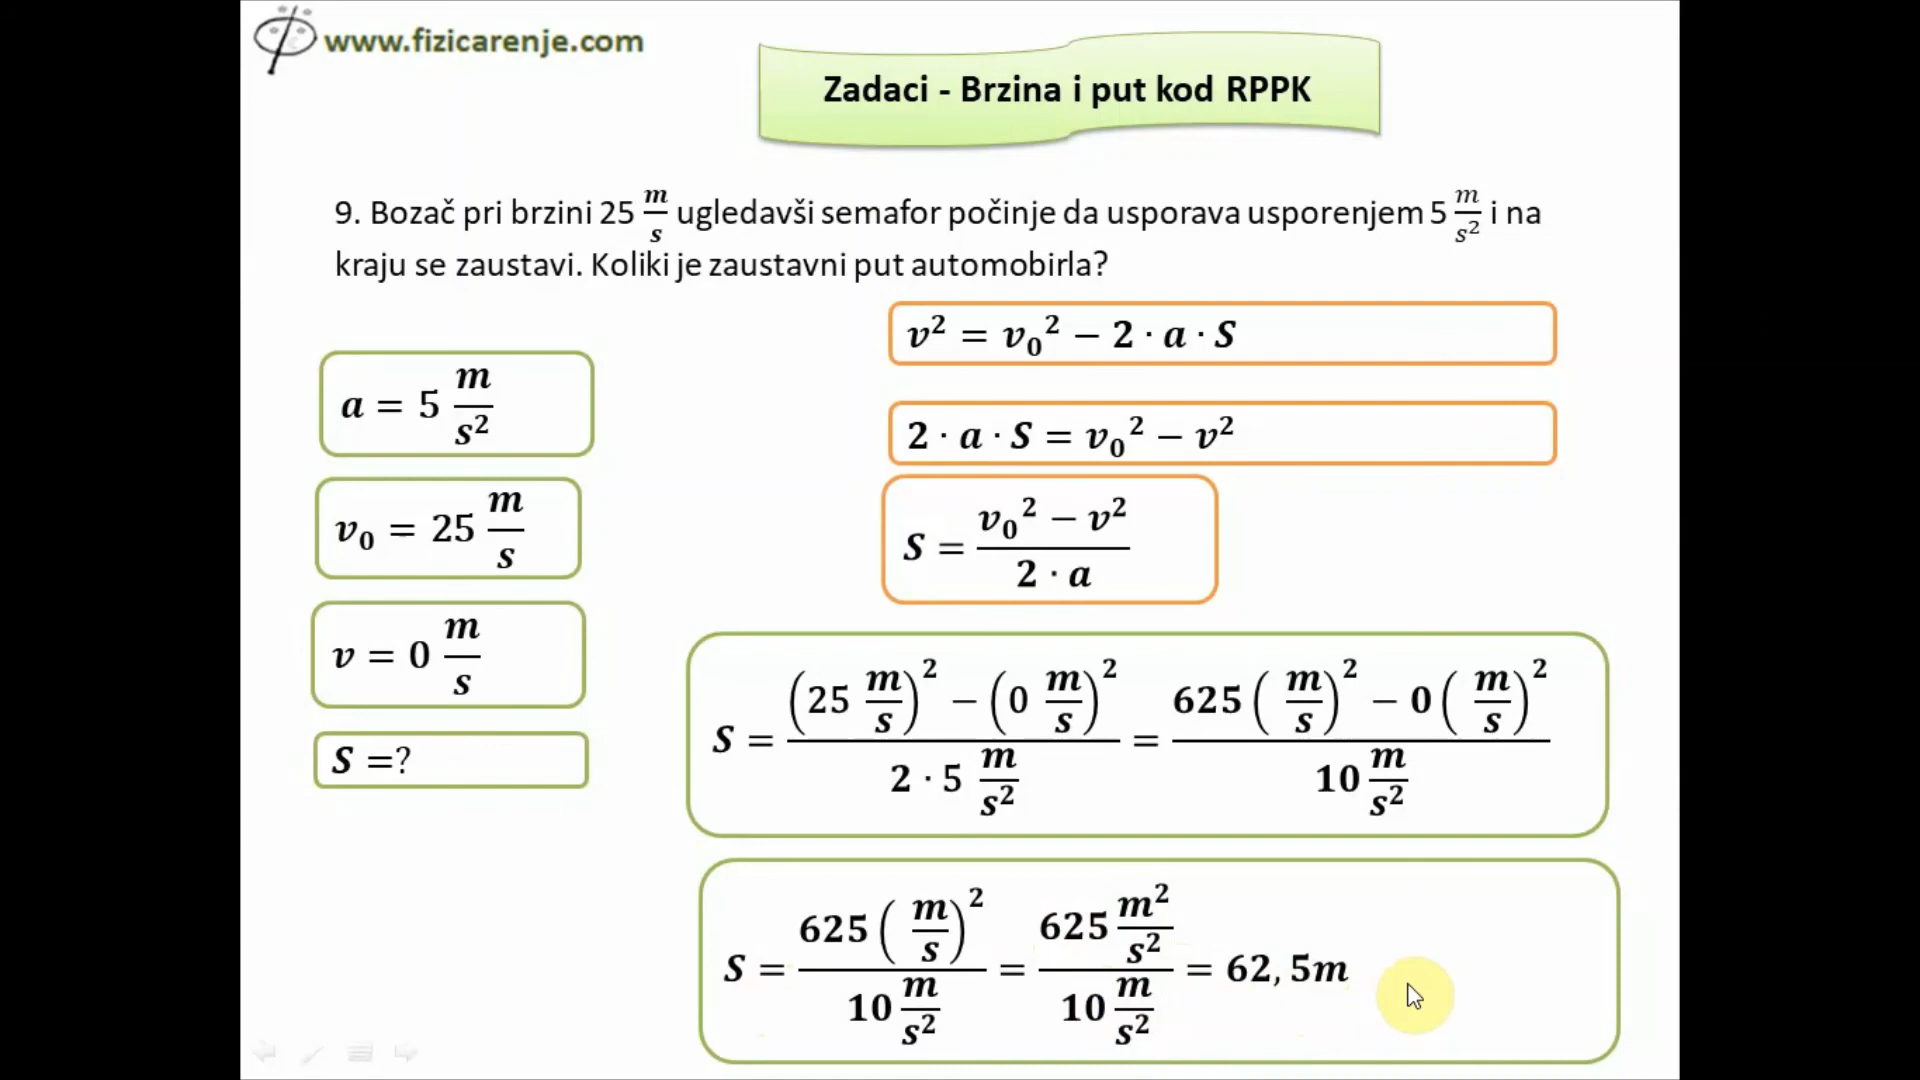 www.fizicarenje.com
Zadaci - Brzina i put kod RPPK
9. Bozač pri brzini 25 m/s ugledavši semafor počinje da usporava usporenjem 5 m/s² i na
kraju se zaustavi. Koliki je zaustavni put automobirla?
v² = v₀² − 2 · a · S
a = 5 m/s²
2 · a · S = v₀² − v²
v₀ = 25 m/s
S = (v₀² − v²)/(2 · a)
v = 0 m/s
S =?
S = ((25 m/s)² − (0 m/s)²)/(2 · 5 m/s²) = (625 (m/s)² − 0 (m/s)²)/(10 m/s²)
S = (625 (m/s)²)/(10 m/s²) = (625 m²/s²)/(10 m/s²) = 62,5m